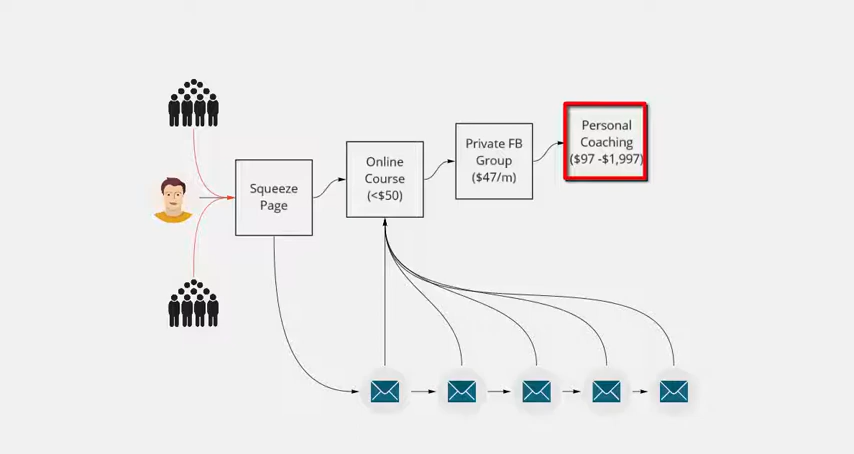 Squeeze
Page
Online
Course
(<$50)
Private FB
Group
($47/m)
Personal
Coaching
($97 -$1,997)